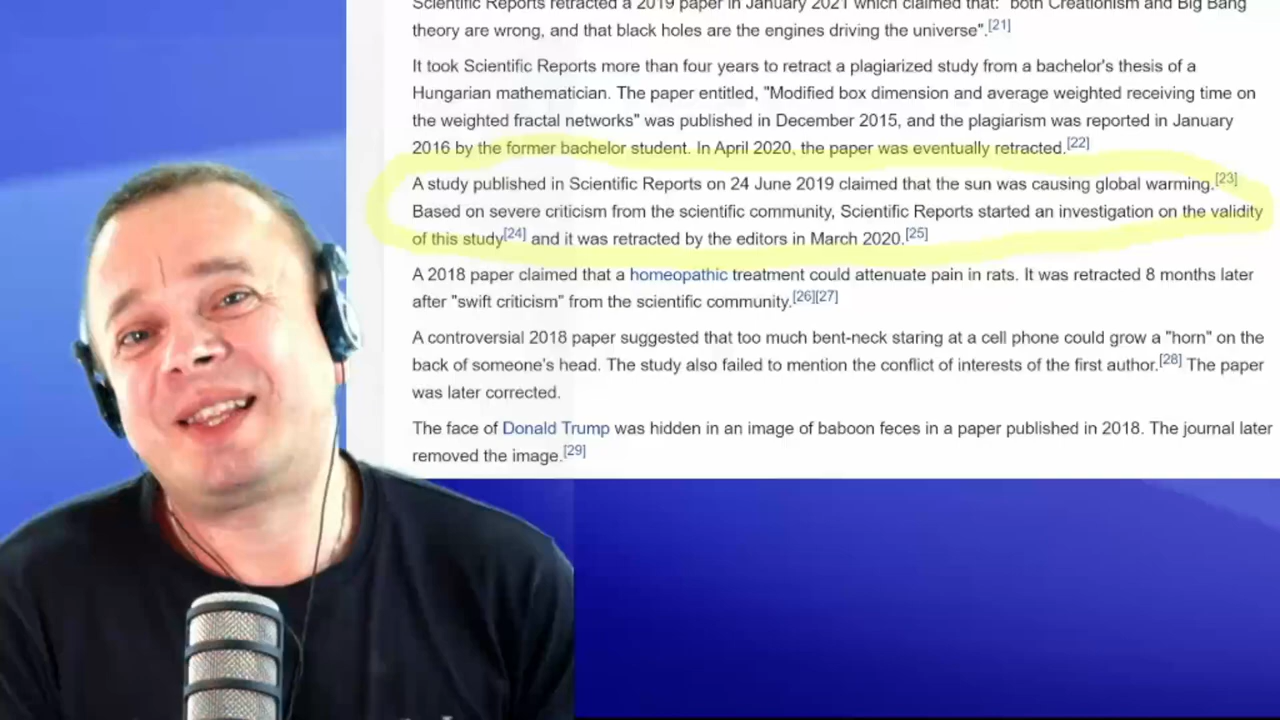 Scientific Reports retracted a 2019 paper in January 2021 which claimed that: "both Creationism and Big Bang
theory are wrong, and that black holes are the engines driving the universe".[21]
It took Scientific Reports more than four years to retract a plagiarized study from a bachelor's thesis of a
Hungarian mathematician. The paper entitled, "Modified box dimension and average weighted receiving time on
the weighted fractal networks" was published in December 2015, and the plagiarism was reported in January
2016 by the former bachelor student. In April 2020, the paper was eventually retracted.[22]
A study published in Scientific Reports on 24 June 2019 claimed that the sun was causing global warming.[23]
Based on severe criticism from the scientific community, Scientific Reports started an investigation on the validity
of this study[24] and it was retracted by the editors in March 2020.[25]
A 2018 paper claimed that a homeopathic treatment could attenuate pain in rats. It was retracted 8 months later
after "swift criticism" from the scientific community.[26][27]
A controversial 2018 paper suggested that too much bent-neck staring at a cell phone could grow a "horn" on the
back of someone's head. The study also failed to mention the conflict of interests of the first author.[28] The paper
was later corrected.
The face of Donald Trump was hidden in an image of baboon feces in a paper published in 2018. The journal later
removed the image.[29]